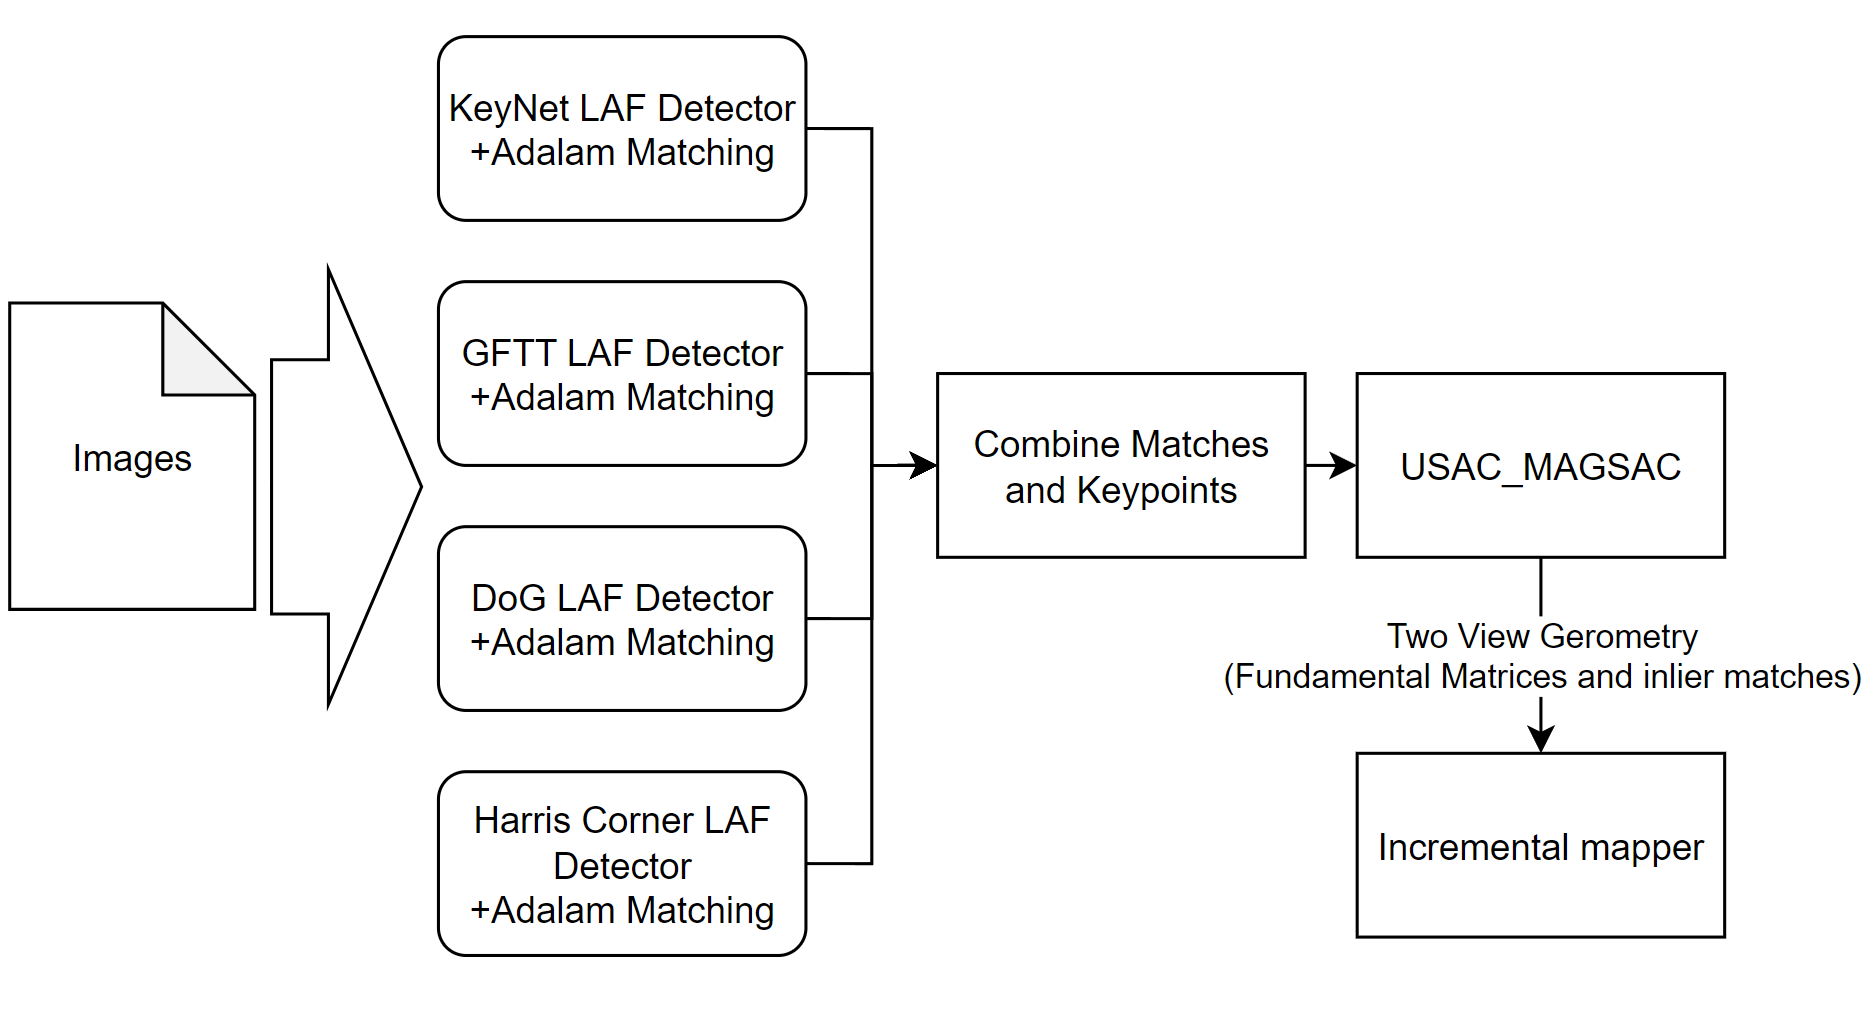 KeyNet LAF Detector
+Adalam Matching
Images
GFTT LAF Detector
+Adalam Matching
DoG LAF Detector
+Adalam Matching
Harris Corner LAF
Detector
+Adalam Matching
Combine Matches
and Keypoints
USAC_MAGSAC
Two View Gerometry
(Fundamental Matrices and inlier matches)
Incremental mapper